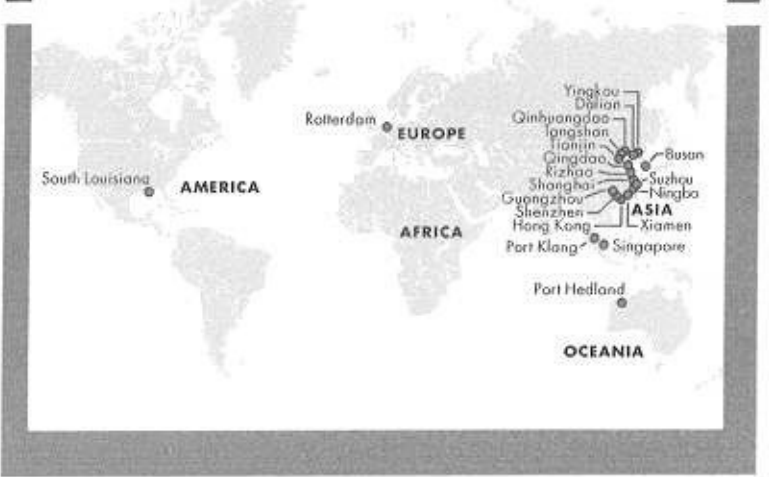 Yingkou
Dalian
Qinhuangdao
Tangshan
Tianjin
Rotterdam
EUROPE
Qingdao
Busan
Rizhao
South Louisiana
Shanghai
Suzhou
AMERICA
Guangzhou
Ningbo
Shenzhen
ASIA
Hong Kong
Xiamen
AFRICA
Port Klang
Singapore
Port Hedland
OCEANIA